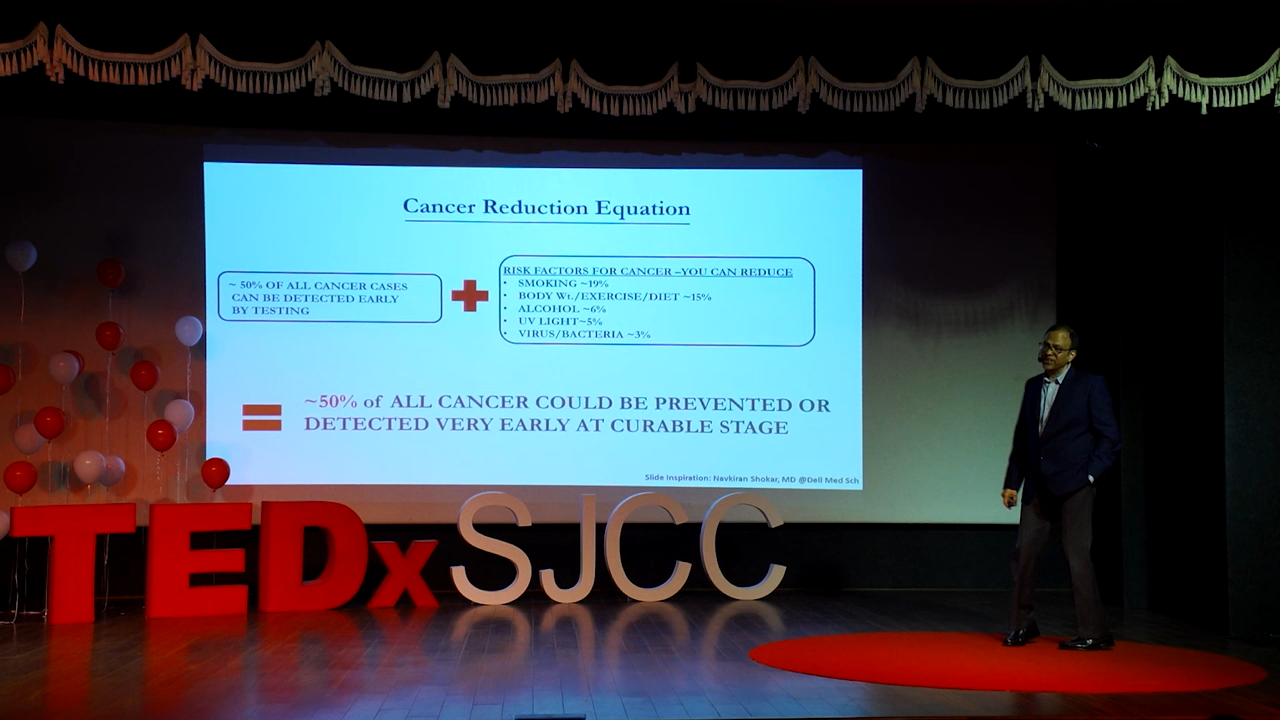 Cancer Reduction Equation
~ 50% OF ALL CANCER CASES
CAN BE DETECTED EARLY
BY TESTING
RISK FACTORS FOR CANCER –YOU CAN REDUCE
• SMOKING ~19%
• BODY Wt./EXERCISE/DIET ~15%
• ALCOHOL ~6%
• UV LIGHT~5%
• VIRUS/BACTERIA ~3%
~50% of ALL CANCER COULD BE PREVENTED OR
DETECTED VERY EARLY AT CURABLE STAGE
Slide Inspiration: Navkiran Shokar, MD @Dell Med Sch
TEDx SJCC